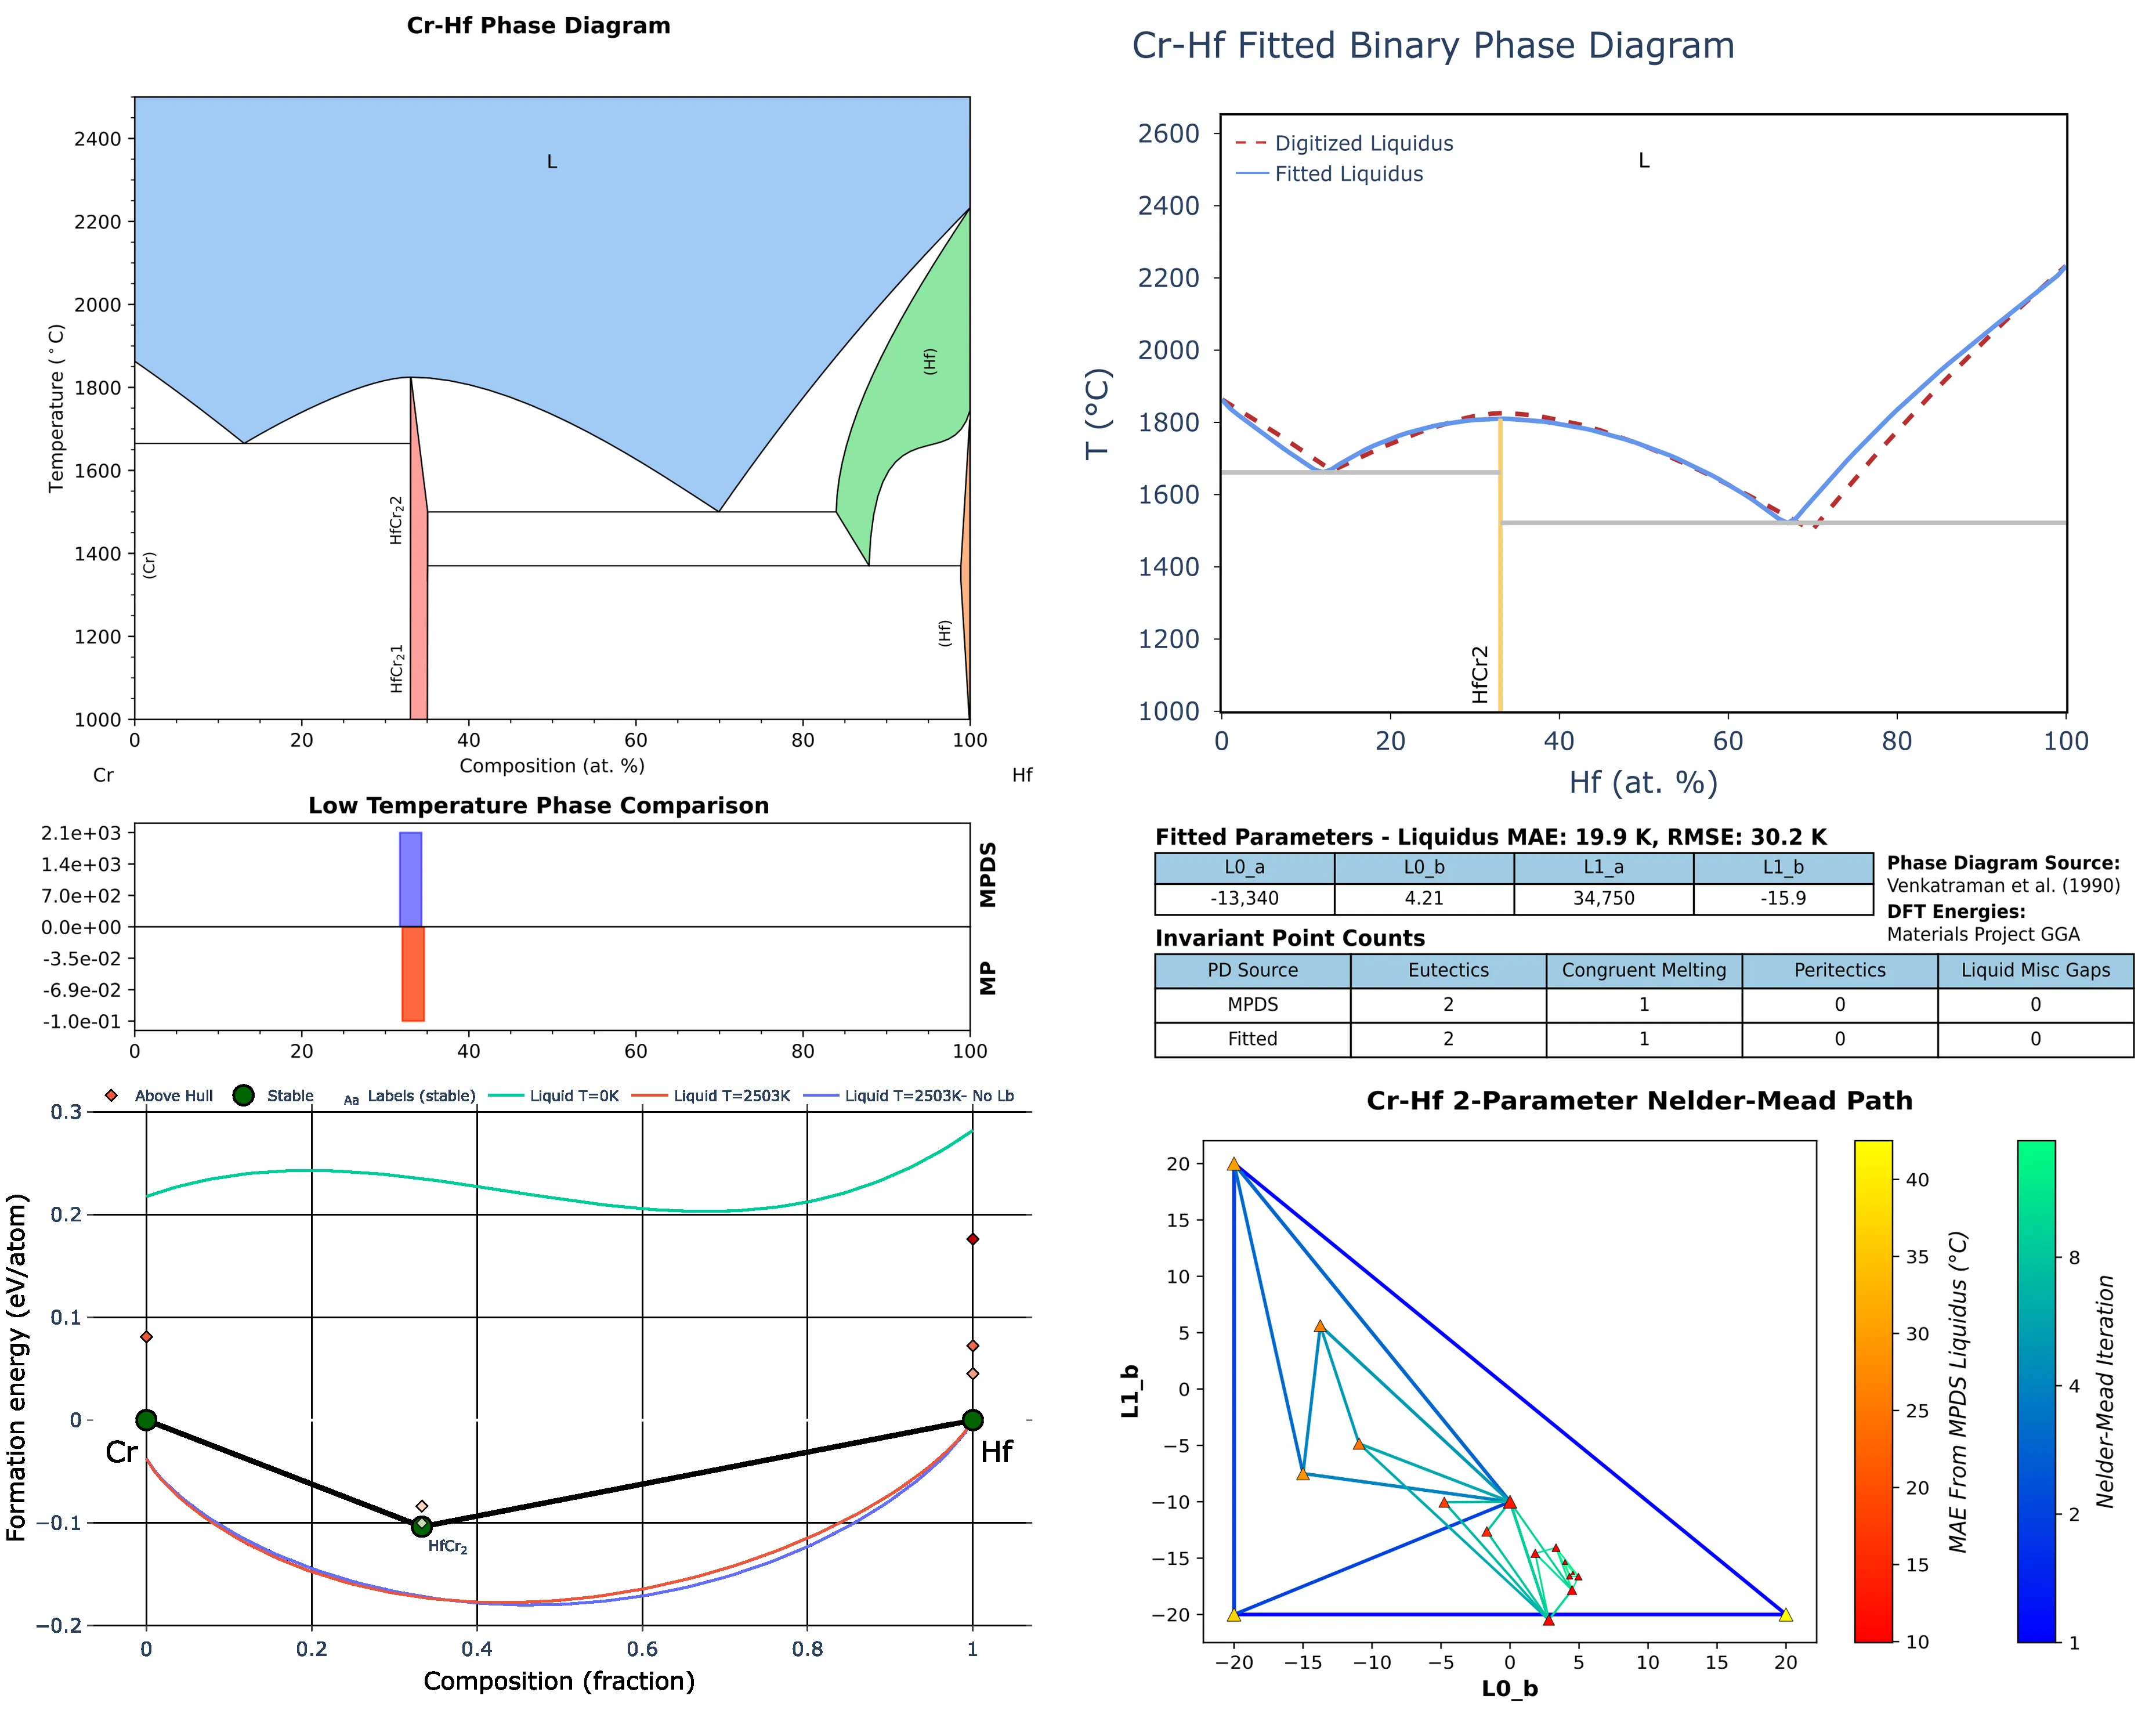 Cr-Hf Phase Diagram
L
2400
2200
2000
1800
1600
1400
1200
1000
Temperature (°C)
(Cr)
HfCr₂2
HfCr₂1
(Hf)
(Hf)
0 20 40 60 80 100
Composition (at. %)
Cr Hf
Cr-Hf Fitted Binary Phase Diagram
Digitized Liquidus
Fitted Liquidus
L
2600
2400
2200
2000
1800
1600
1400
1200
1000
T (°C)
HfCr2
0 20 40 60 80 100
Hf (at. %)
Low Temperature Phase Comparison
2.1e+03
1.4e+03
7.0e+02
0.0e+00
-3.5e-02
-6.9e-02
-1.0e-01
MPDS
MP
0 20 40 60 80 100
Fitted Parameters - Liquidus MAE: 19.9 K, RMSE: 30.2 K
L0_a L0_b L1_a L1_b
-13,340 4.21 34,750 -15.9
Phase Diagram Source:
Venkatraman et al. (1990)
DFT Energies:
Materials Project GGA
Invariant Point Counts
PD Source Eutectics Congruent Melting Peritectics Liquid Misc Gaps
MPDS 2 1 0 0
Fitted 2 1 0 0
Above Hull Stable Aa Labels (stable) Liquid T=0K Liquid T=2503K Liquid T=2503K- No Lb
0.3
0.2
0.1
0
−0.1
−0.2
Formation energy (eV/atom)
Cr
Hf
HfCr₂
0 0.2 0.4 0.6 0.8 1
Composition (fraction)
Cr-Hf 2-Parameter Nelder-Mead Path
20
15
10
5
0
−5
−10
−15
−20
L1_b
−20 −15 −10 −5 0 5 10 15 20
L0_b
40
35
30
25
20
15
10
MAE From MPDS Liquidus (°C)
8
4
2
1
Nelder-Mead Iteration